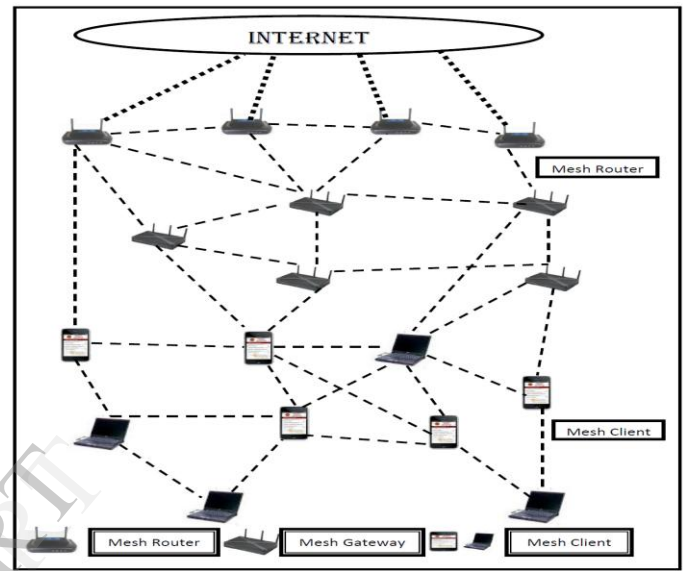 INTERNET
Mesh Router
Mesh Client
Mesh Router
Mesh Gateway
Mesh Client